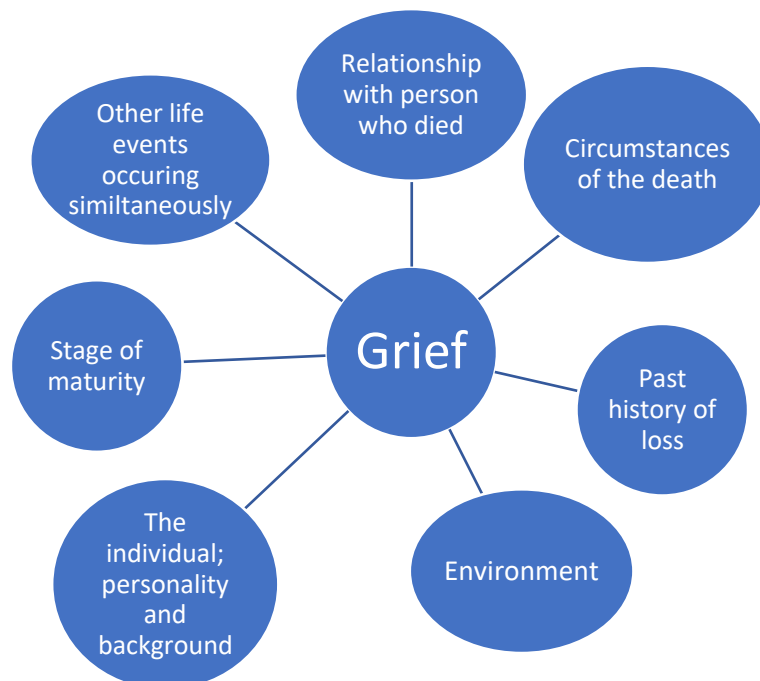 Relationship
with person
who died
Other life
events
occuring
similtaneously
Circumstances
of the death
Grief
Stage of
maturity
Past
history of
loss
The
individual;
personality
and
background
Environment